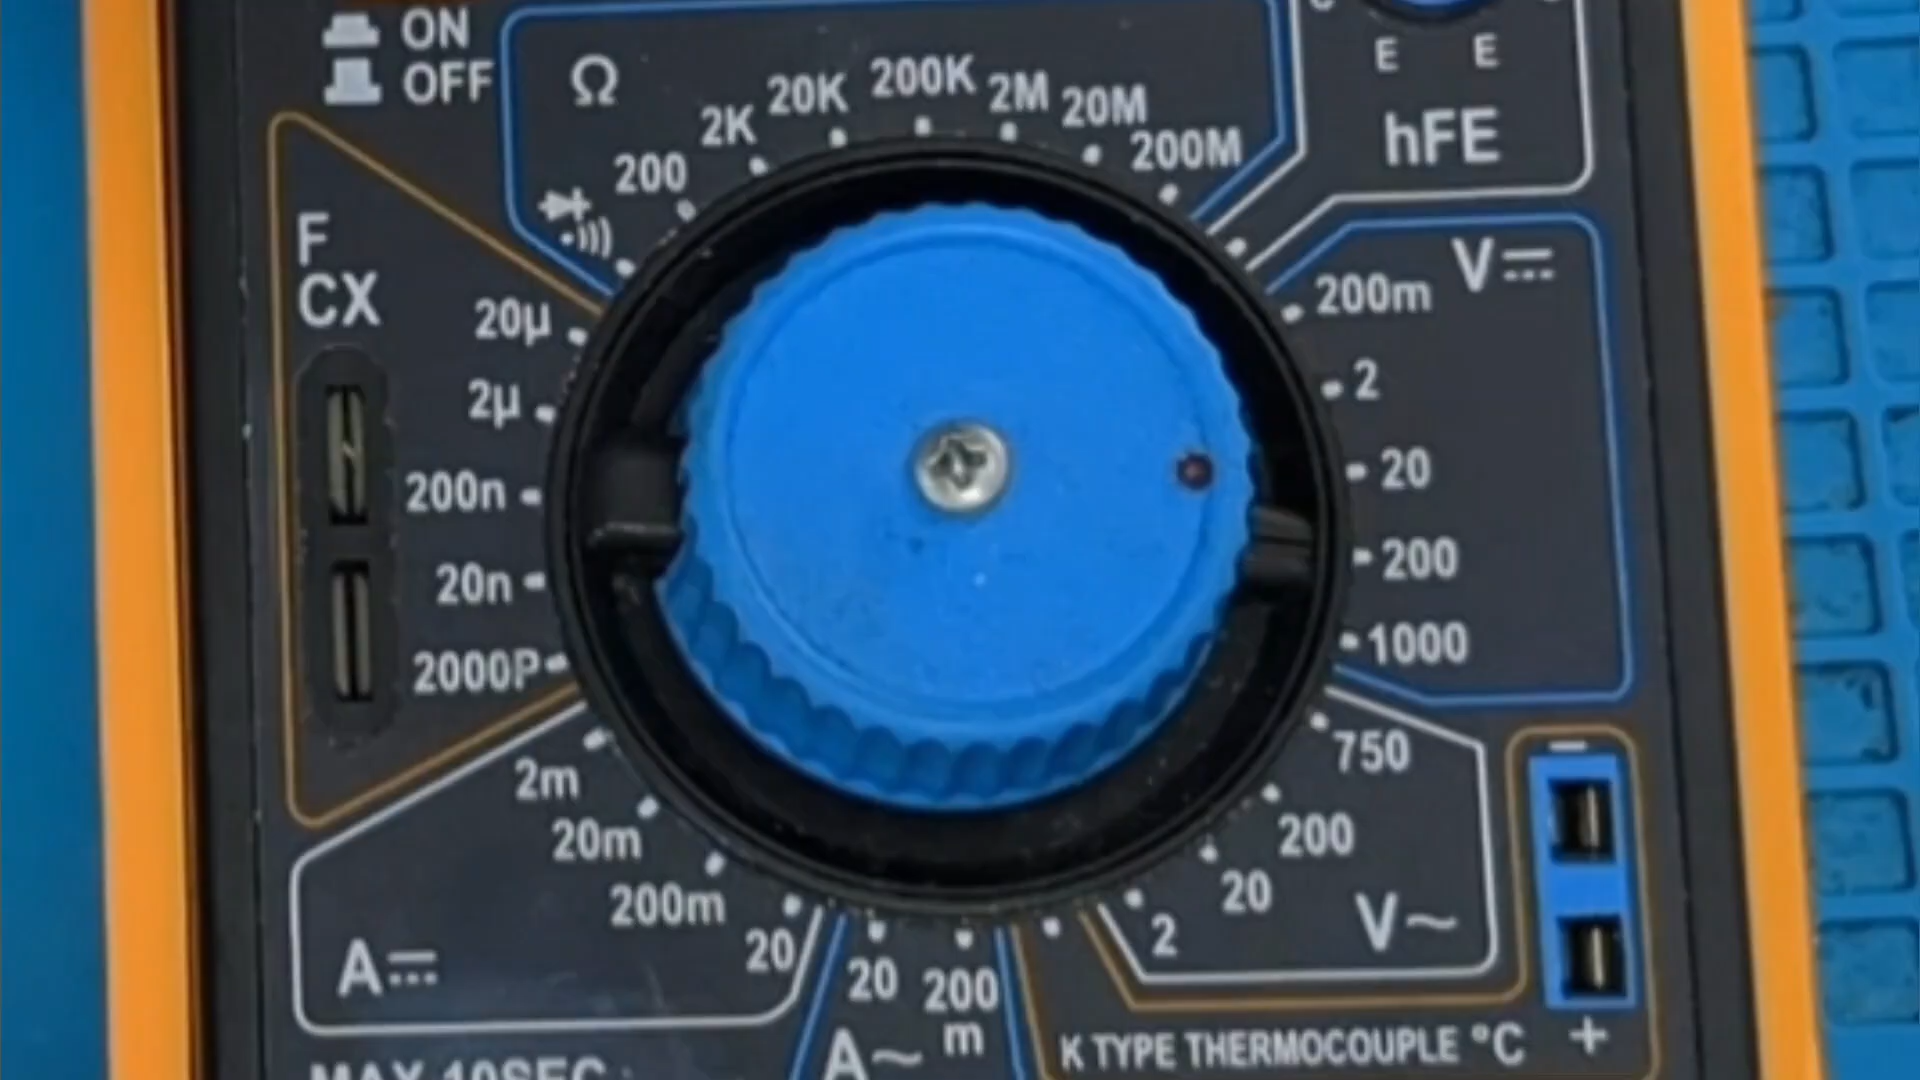 ON
OFF
Ω
200
2K
20K
200K
2M
20M
200M
E E
hFE
F
CX
20µ
2µ
200n
20n
2000P
V
200m
2
20
200
1000
750
200
20
2
V~
2m
20m
200m
20
A
20
200
m
A~
K TYPE THERMOCOUPLE °C
−
+